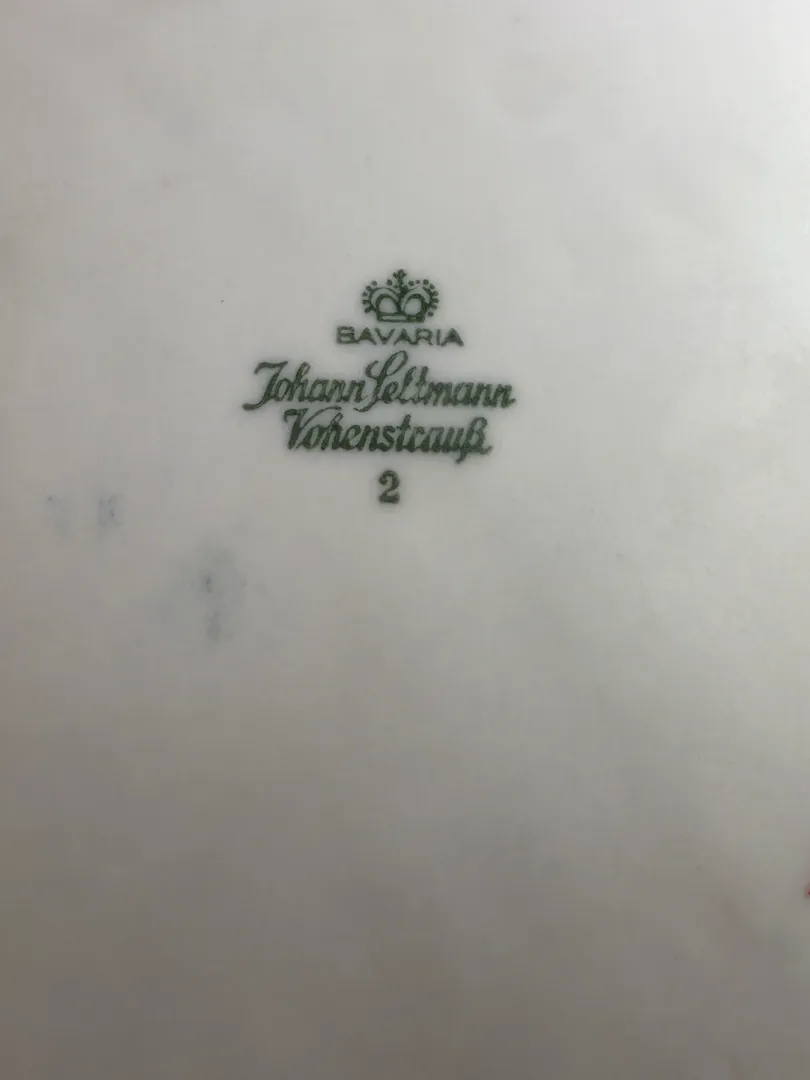 BAVARIA
Johann Seltmann
Vohenstrauß
2